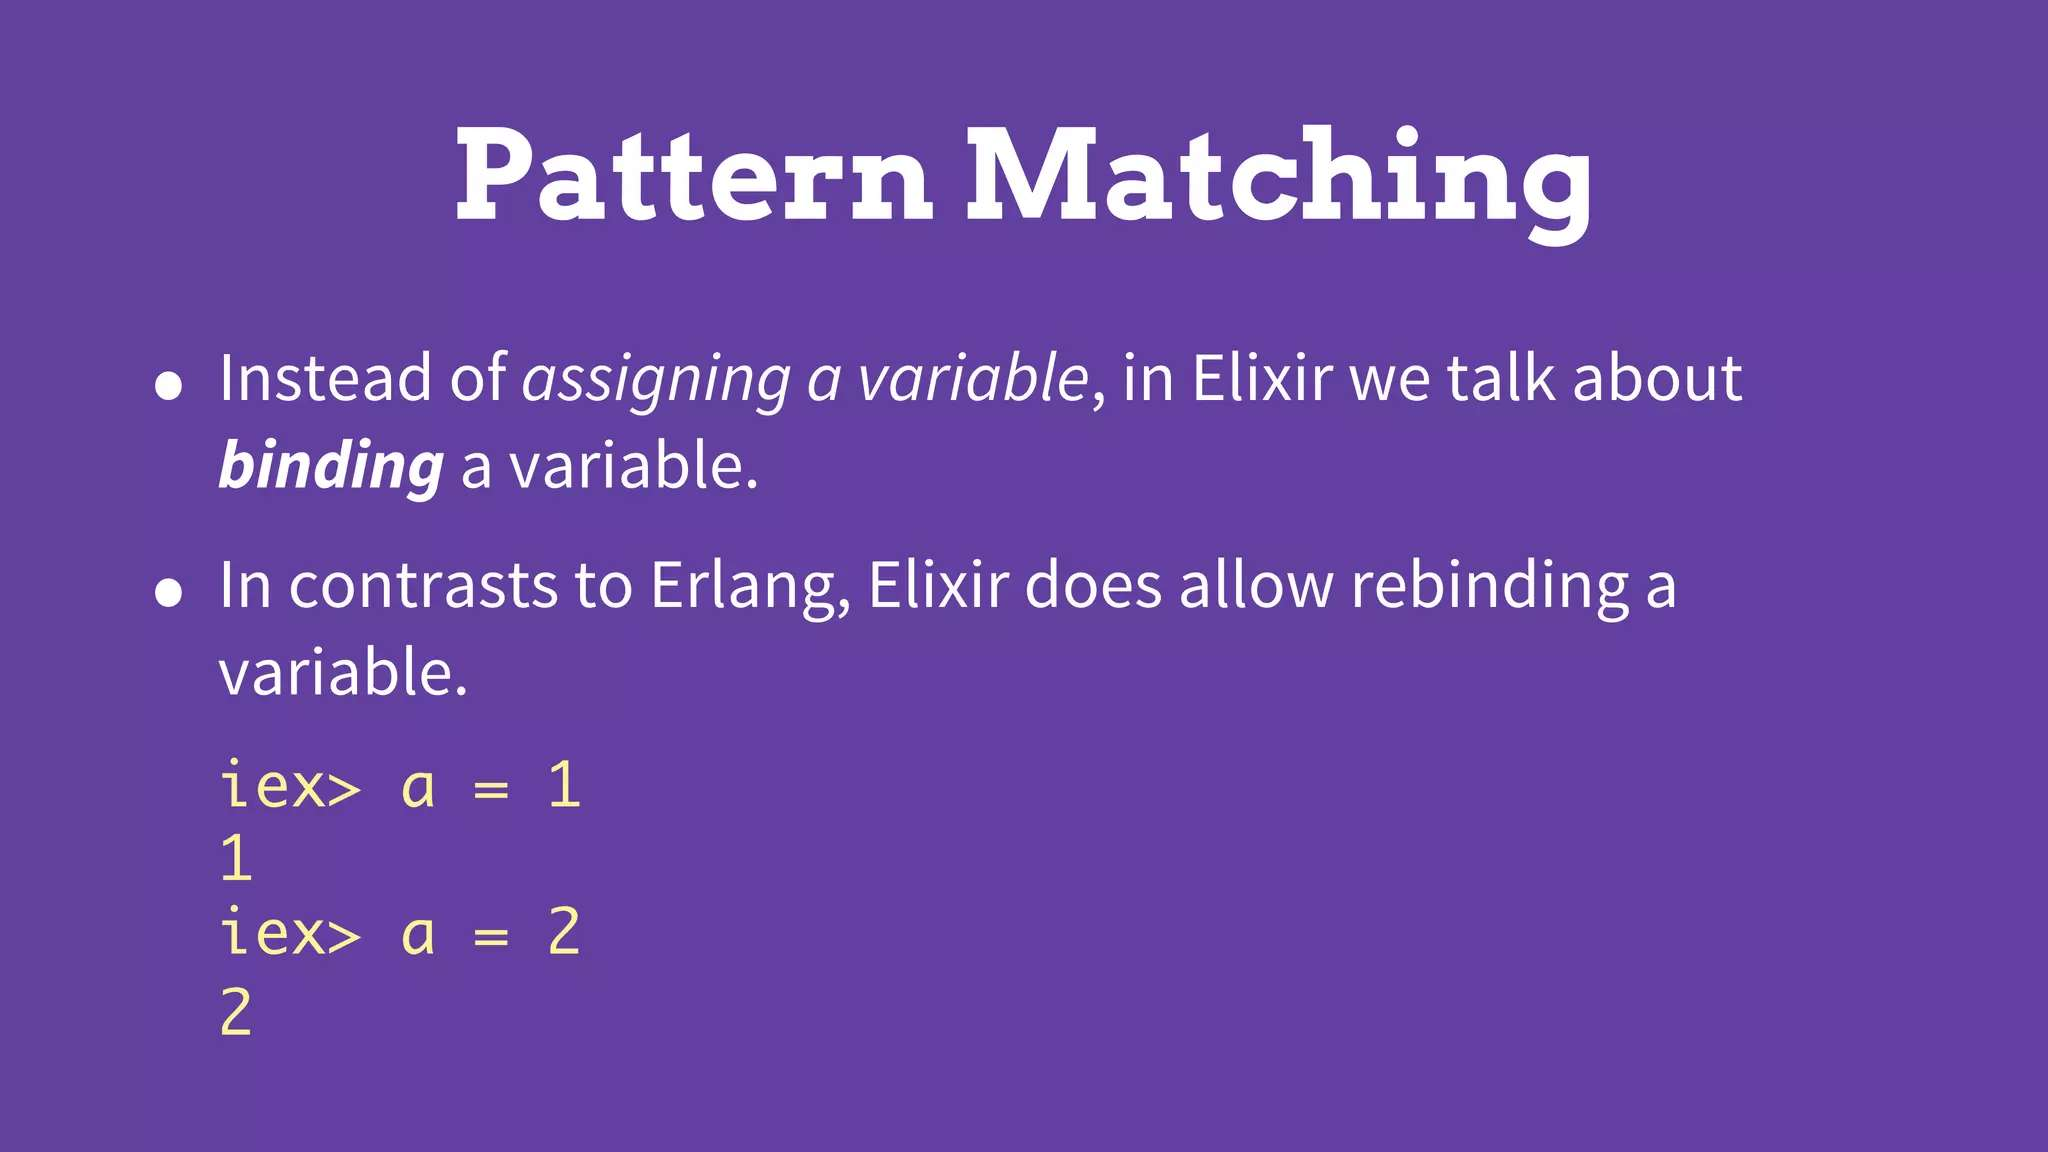 Pattern Matching
• Instead of assigning a variable, in Elixir we talk about
binding a variable.
• In contrasts to Erlang, Elixir does allow rebinding a
variable.
iex> a = 1
1
iex> a = 2
2